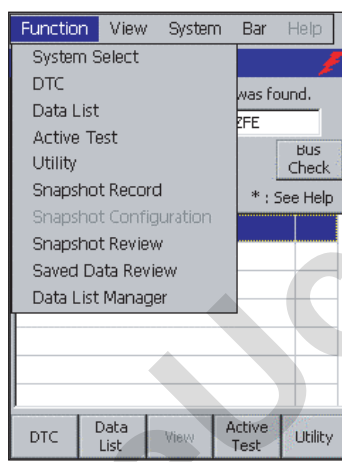 Function View System Bar Help
System Select
DTC
Data List
Active Test
Utility
Snapshot Record
Snapshot Configuration
Snapshot Review
Saved Data Review
Data List Manager
was found.
ZFE
Bus
Check
* : See Help
DTC
Data
List
View
Active
Test
Utility